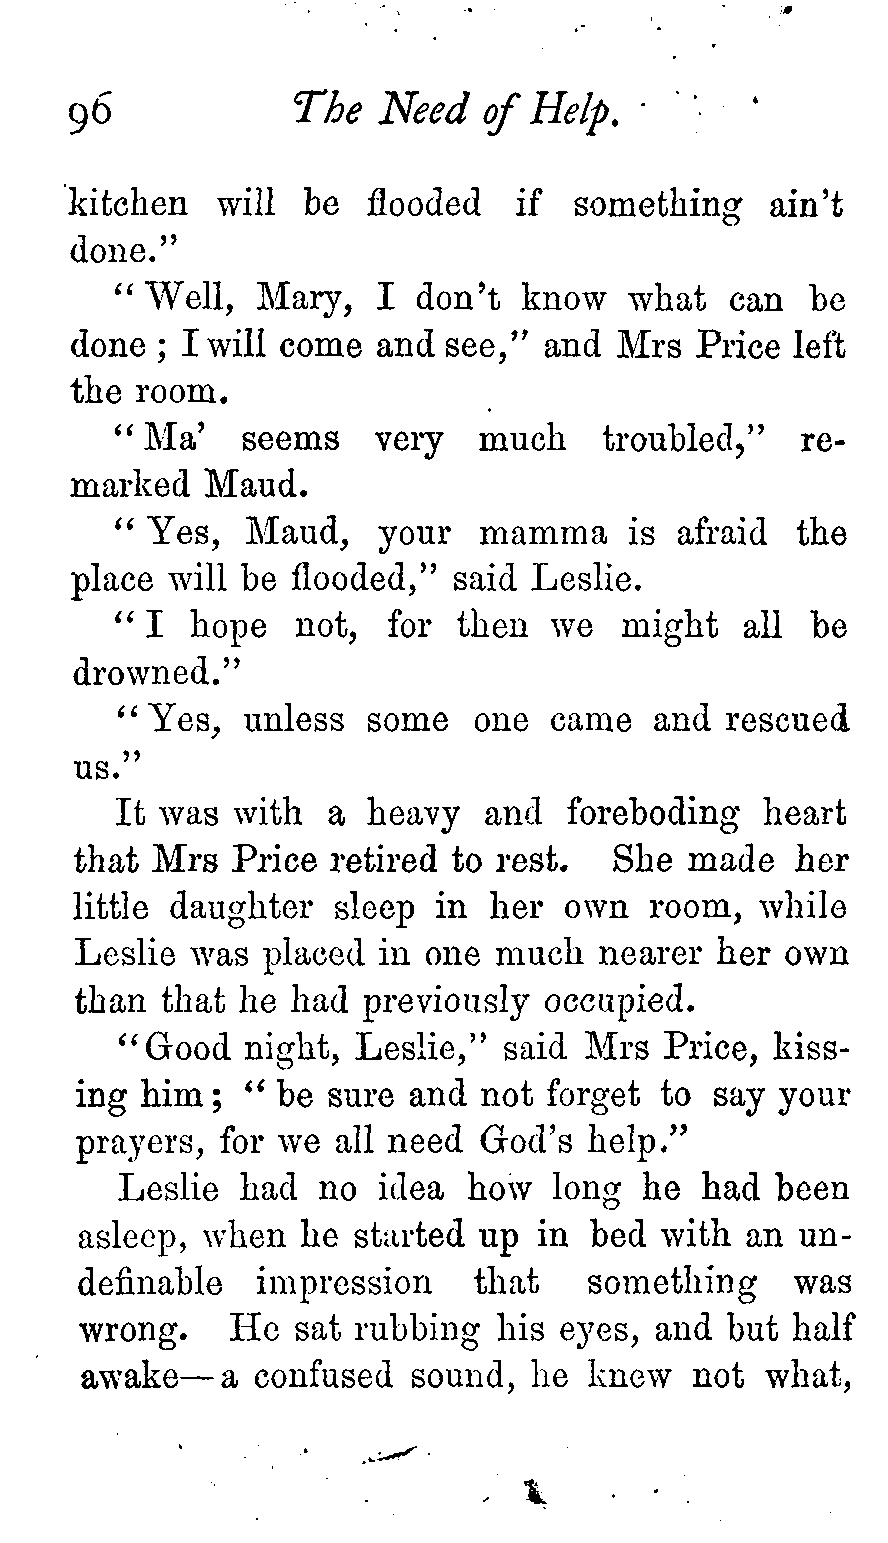 96 The Need of Help.
kitchen will be flooded if something ain't
done."
"Well, Mary, I don't know what can be
done; I will come and see," and Mrs Price left
the room.
"Ma' seems very much troubled," re-
marked Maud.
"Yes, Maud, your mamma is afraid the
place will be flooded," said Leslie.
"I hope not, for then we might all be
drowned."
"Yes, unless some one came and rescued
us."
It was with a heavy and foreboding heart
that Mrs Price retired to rest. She made her
little daughter sleep in her own room, while
Leslie was placed in one much nearer her own
than that he had previously occupied.
"Good night, Leslie," said Mrs Price, kiss-
ing him; "be sure and not forget to say your
prayers, for we all need God's help."
Leslie had no idea how long he had been
asleep, when he started up in bed with an un-
definable impression that something was
wrong. He sat rubbing his eyes, and but half
awake—a confused sound, he knew not what,